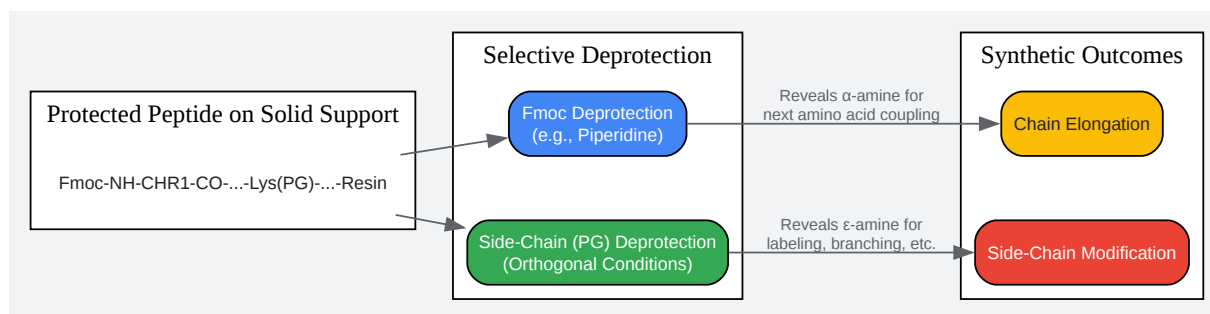 Protected Peptide on Solid Support
Fmoc-NH-CHR1-CO-...-Lys(PG)-...-Resin
Selective Deprotection
Fmoc Deprotection
(e.g., Piperidine)
Side-Chain (PG) Deprotection
(Orthogonal Conditions)
Reveals α-amine for
next amino acid coupling
Reveals ε-amine for
labeling, branching, etc.
Synthetic Outcomes
Chain Elongation
Side-Chain Modification